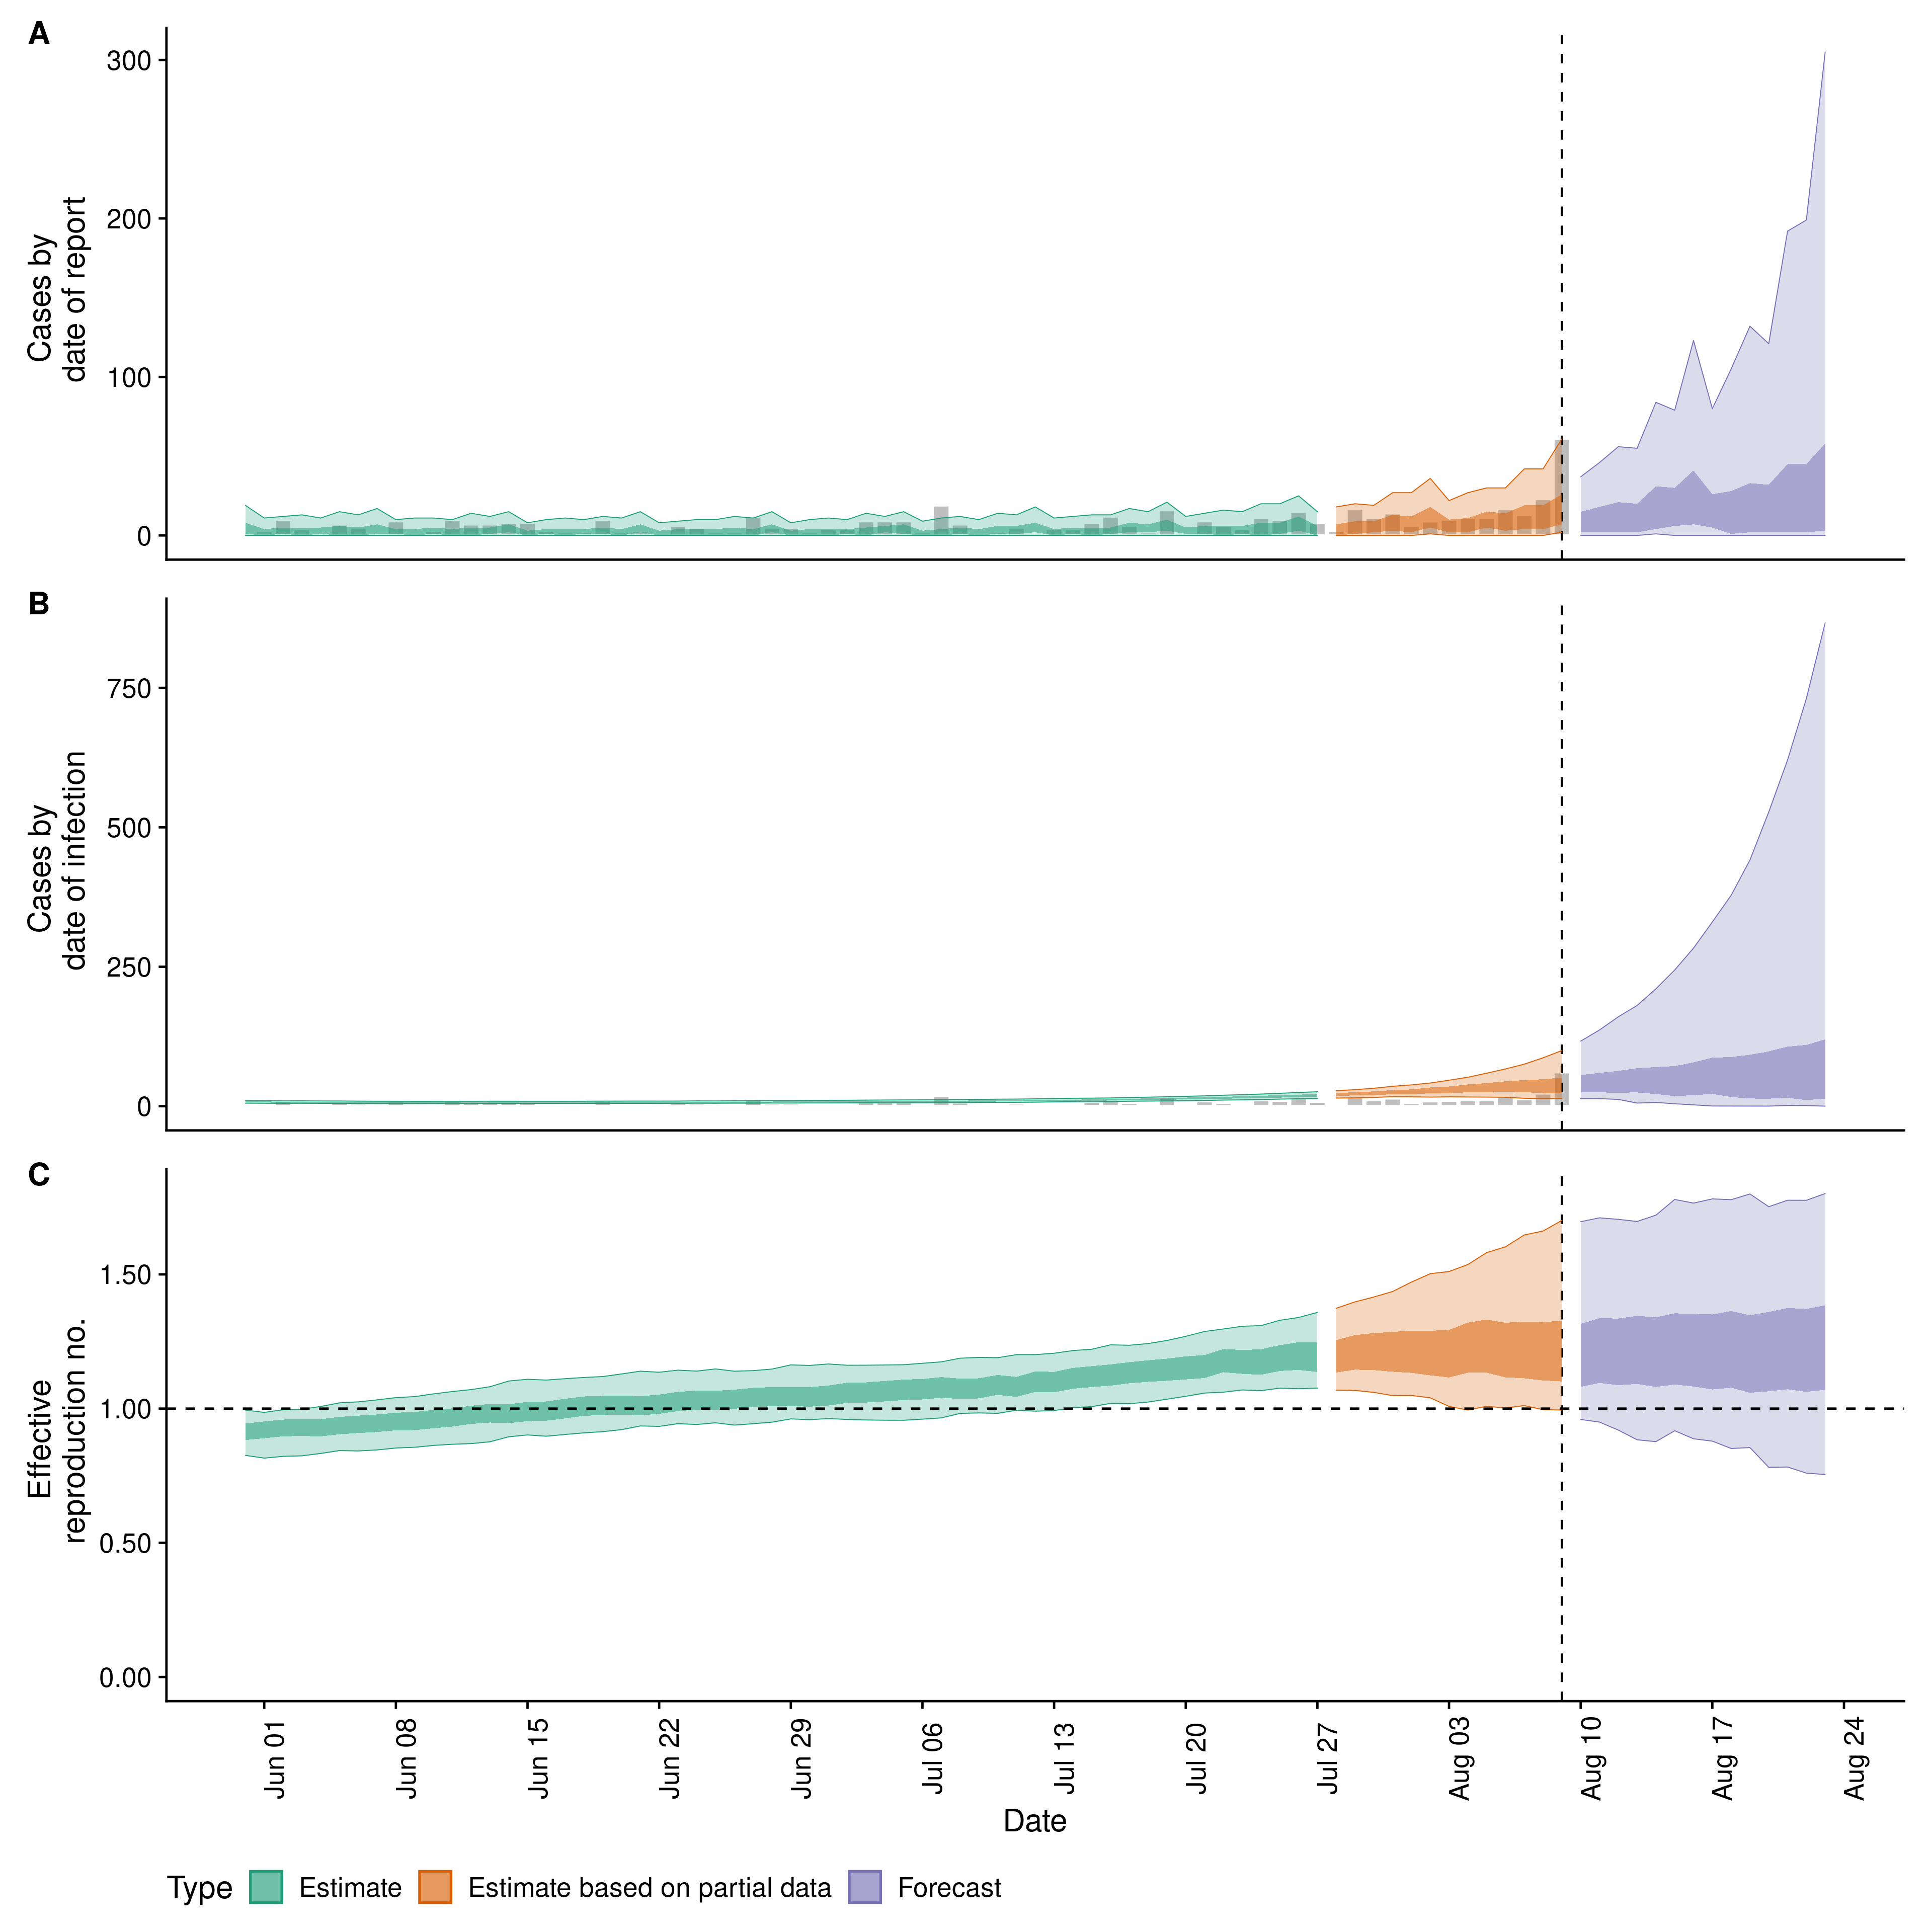 A
Cases by
date of report
300
200
100
0
B
Cases by
date of infection
750
500
250
0
C
Effective
reproduction no.
1.50
1.00
0.50
0.00
Jun 01
Jun 08
Jun 15
Jun 22
Jun 29
Jul 06
Jul 13
Jul 20
Jul 27
Aug 03
Aug 10
Aug 17
Aug 24
Date
Type Estimate Estimate based on partial data Forecast